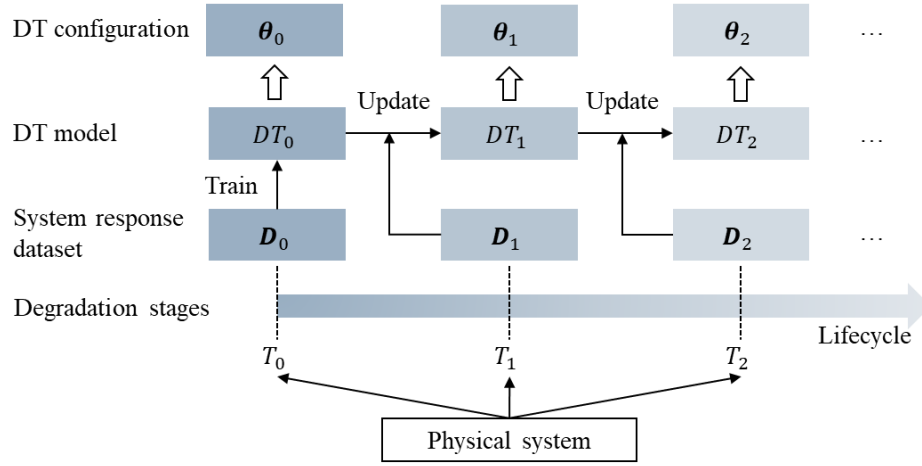 DT configuration θ₀ θ₁ θ₂ ...
Update Update
DT model DT₀ DT₁ DT₂ ...
Train
System response
dataset
D₀ D₁ D₂ ...
Degradation stages
Lifecycle
T₀ T₁ T₂
Physical system